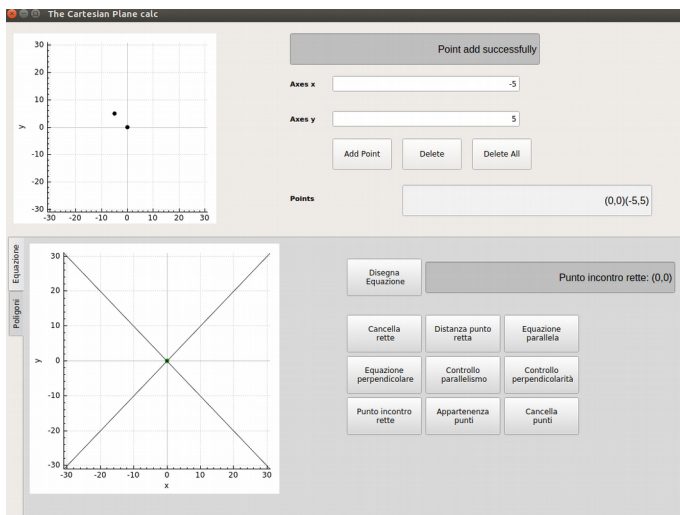 The Cartesian Plane calc
30
20
10
0
-10
-20
-30
y
-30 -20 -10 0 10 20 30
Point add successfully
Axes x
-5
Axes y
5
Add Point
Delete
Delete All
Points
(0,0)(-5,5)
Equazione
Poligoni
30
20
10
0
-10
-20
-30
y
-30 -20 -10 0 10 20 30
x
Disegna
Equazione
Punto incontro rette: (0,0)
Cancella
rette
Distanza punto
retta
Equazione
parallela
Equazione
perpendicolare
Controllo
parallelismo
Controllo
perpendicolarità
Punto incontro
rette
Appartenenza
punti
Cancella
punti